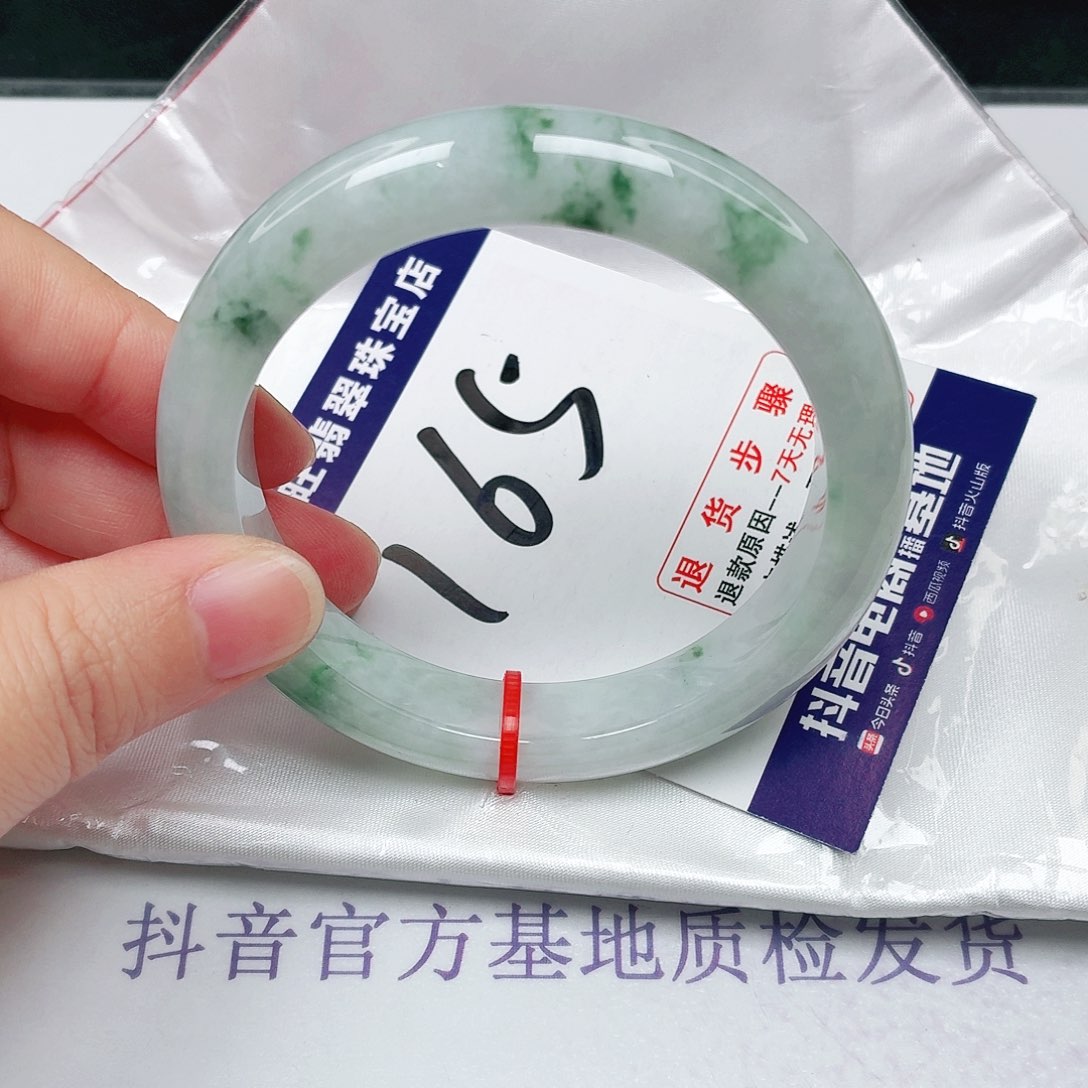 翡翠珠宝店
165
退货步骤
退款原因--7天无理
抖音电商直播基地
今日头条 抖音 西瓜视频 抖音火山版
头条
抖音官方基地质检发货